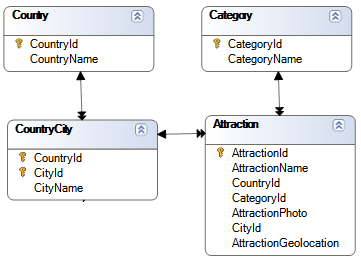 Country
CountryId
CountryName
Category
CategoryId
CategoryName
CountryCity
CountryId
CityId
CityName
Attraction
AttractionId
AttractionName
CountryId
CategoryId
AttractionPhoto
CityId
AttractionGeolocation